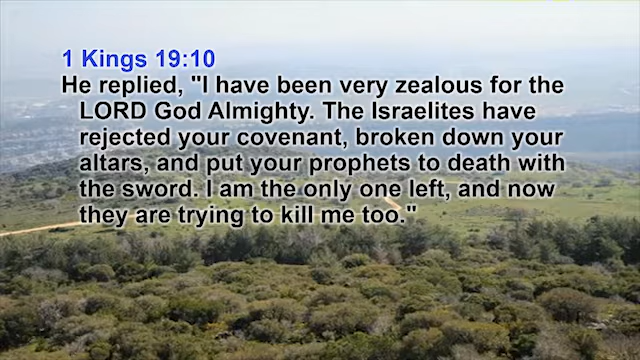 1 Kings 19:10
He replied, "I have been very zealous for the
LORD God Almighty. The Israelites have
rejected your covenant, broken down your
altars, and put your prophets to death with
the sword. I am the only one left, and now
they are trying to kill me too."